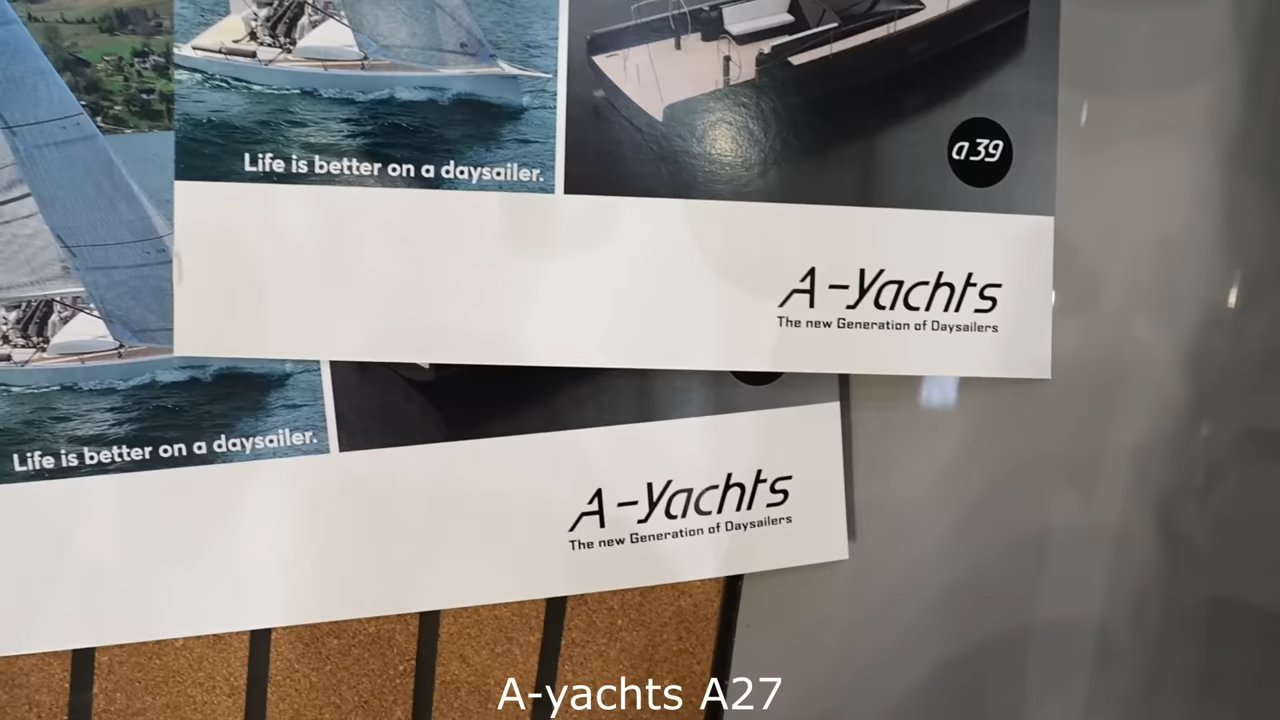 Life is better on a daysailer.
a39
A-Yachts
The new Generation of Daysailers
Life is better on a daysailer.
A-Yachts
The new Generation of Daysailers
A-yachts A27